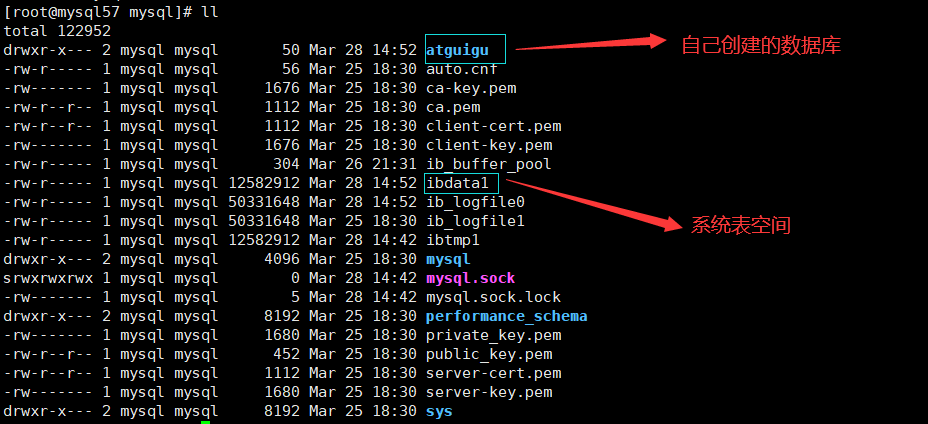 [root@mysql57 mysql]# ll
total 122952
drwxr-x--- 2 mysql mysql       50 Mar 28 14:52 atguigu 自己创建的数据库
-rw-r----- 1 mysql mysql       56 Mar 25 18:30 auto.cnf
-rw------- 1 mysql mysql     1676 Mar 25 18:30 ca-key.pem
-rw-r--r-- 1 mysql mysql     1112 Mar 25 18:30 ca.pem
-rw-r--r-- 1 mysql mysql     1112 Mar 25 18:30 client-cert.pem
-rw------- 1 mysql mysql     1676 Mar 25 18:30 client-key.pem
-rw-r----- 1 mysql mysql      304 Mar 26 21:31 ib_buffer_pool
-rw-r----- 1 mysql mysql 12582912 Mar 28 14:52 ibdata1
-rw-r----- 1 mysql mysql 50331648 Mar 28 14:52 ib_logfile0
-rw-r----- 1 mysql mysql 50331648 Mar 25 18:30 ib_logfile1 系统表空间
-rw-r----- 1 mysql mysql 12582912 Mar 28 14:42 ibtmp1
drwxr-x--- 2 mysql mysql     4096 Mar 25 18:30 mysql
srwxrwxrwx 1 mysql mysql        0 Mar 28 14:42 mysql.sock
-rw------- 1 mysql mysql        5 Mar 28 14:42 mysql.sock.lock
drwxr-x--- 2 mysql mysql     8192 Mar 25 18:30 performance_schema
-rw------- 1 mysql mysql     1680 Mar 25 18:30 private_key.pem
-rw-r--r-- 1 mysql mysql      452 Mar 25 18:30 public_key.pem
-rw-r--r-- 1 mysql mysql     1112 Mar 25 18:30 server-cert.pem
-rw------- 1 mysql mysql     1680 Mar 25 18:30 server-key.pem
drwxr-x--- 2 mysql mysql     8192 Mar 25 18:30 sys